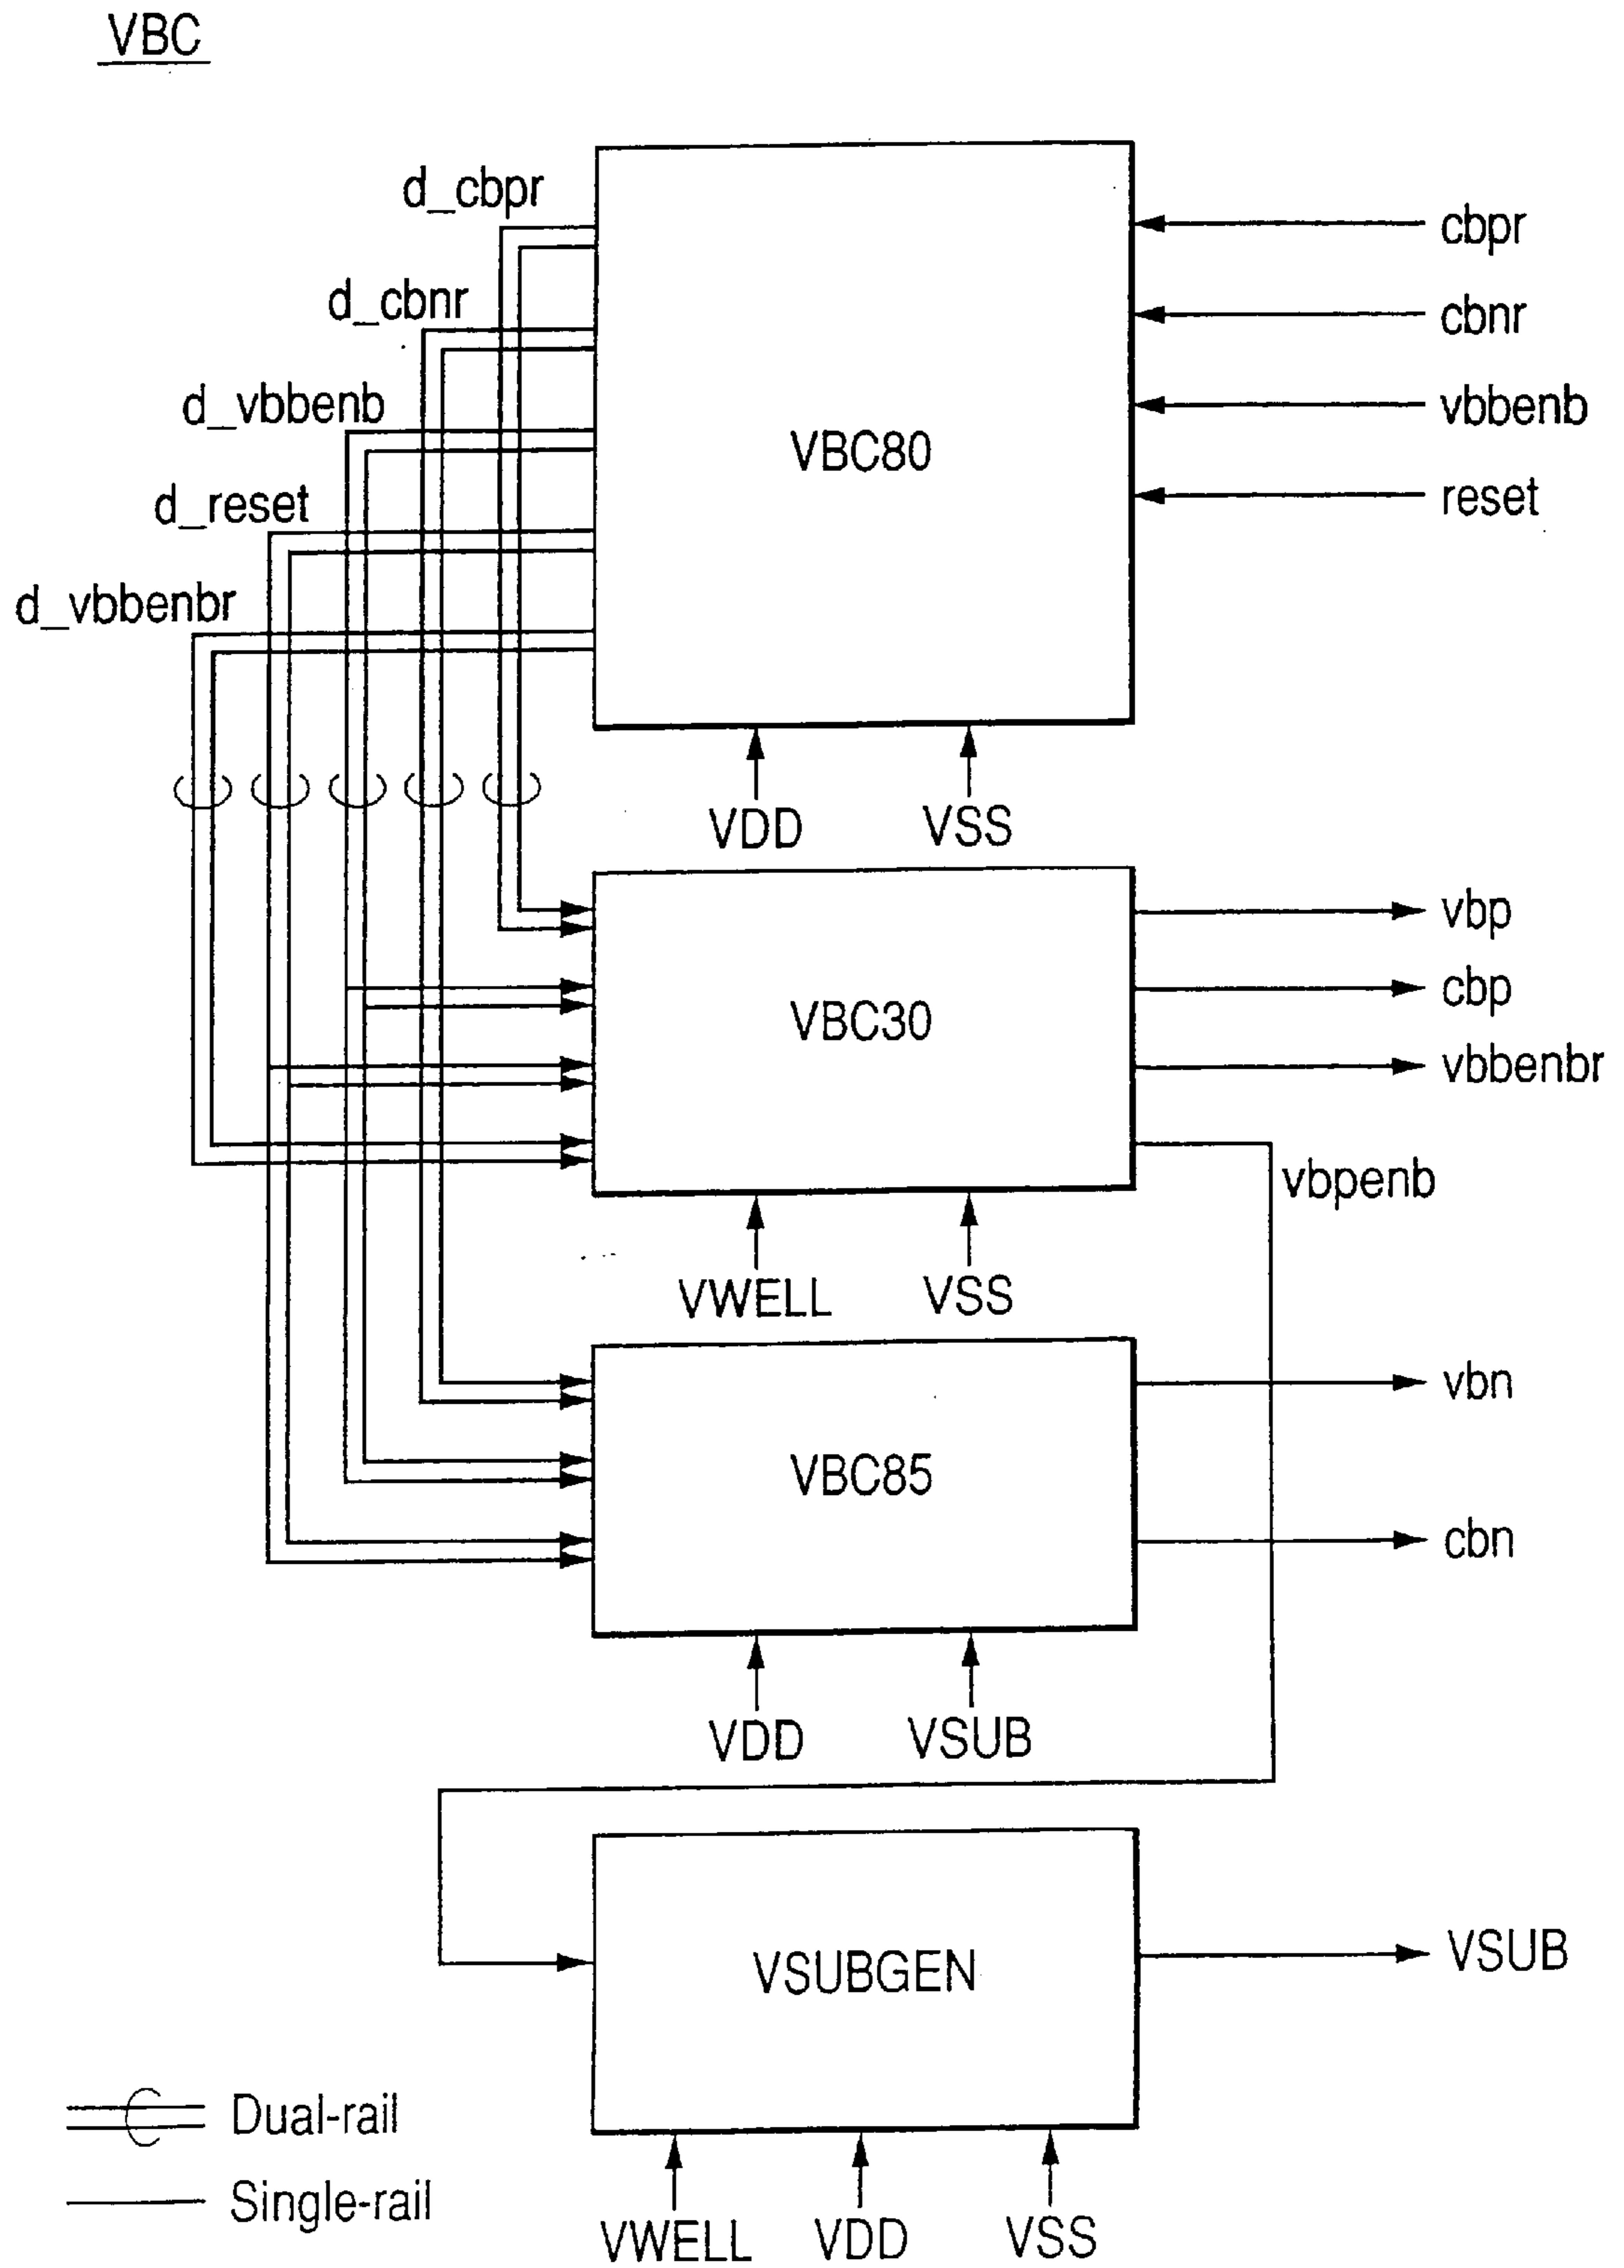 VBC
d_cbpr
cbpr
d_cbnr
cbnr
d_vbbenb
vbbenb
VBC80
d_reset
reset
d_vbbenbr
VDD
VSS
vbp
cbp
VBC30
vbbenbr
vbpenb
VWELL
VSS
vbn
VBC85
cbn
VDD
VSUB
VSUBGEN
VSUB
Dual-rail
Single-rail
VWELL
VDD
VSS